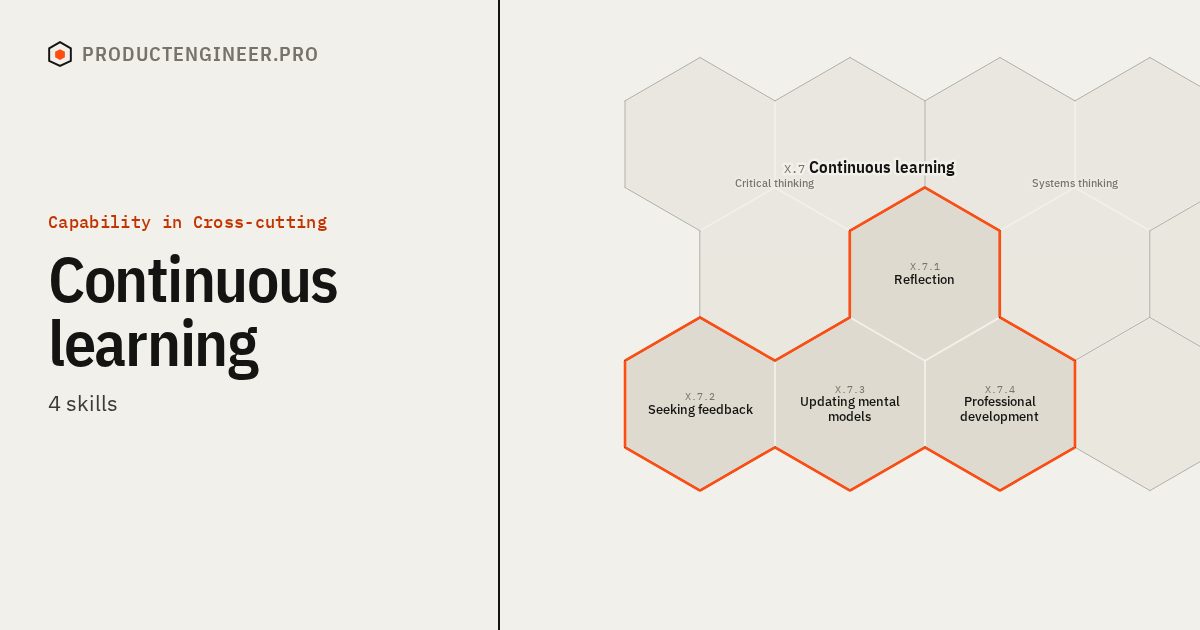 PRODUCTENGINEER.PRO
Capability in Cross-cutting
Continuous
learning
4 skills
X.7 Continuous learning
Critical thinking
Systems thinking
X.7.1
Reflection
X.7.2
Seeking feedback
X.7.3
Updating mental
models
X.7.4
Professional
development